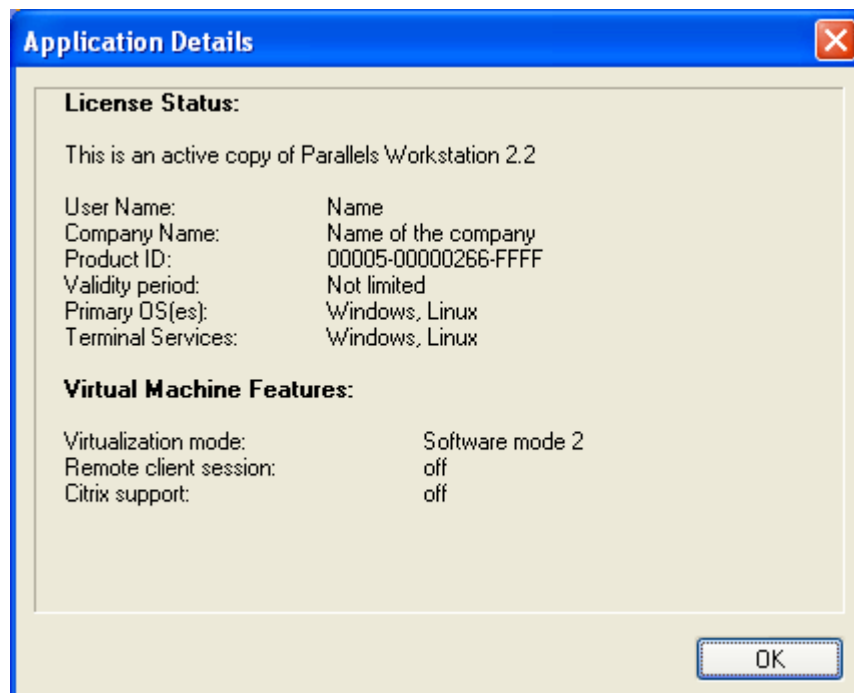 Application Details
License Status:
This is an active copy of Parallels Workstation 2.2
User Name: Name
Company Name: Name of the company
Product ID: 00005-00000266-FFFF
Validity period: Not limited
Primary OS(es): Windows, Linux
Terminal Services: Windows, Linux
Virtual Machine Features:
Virtualization mode: Software mode 2
Remote client session: off
Citrix support: off
OK